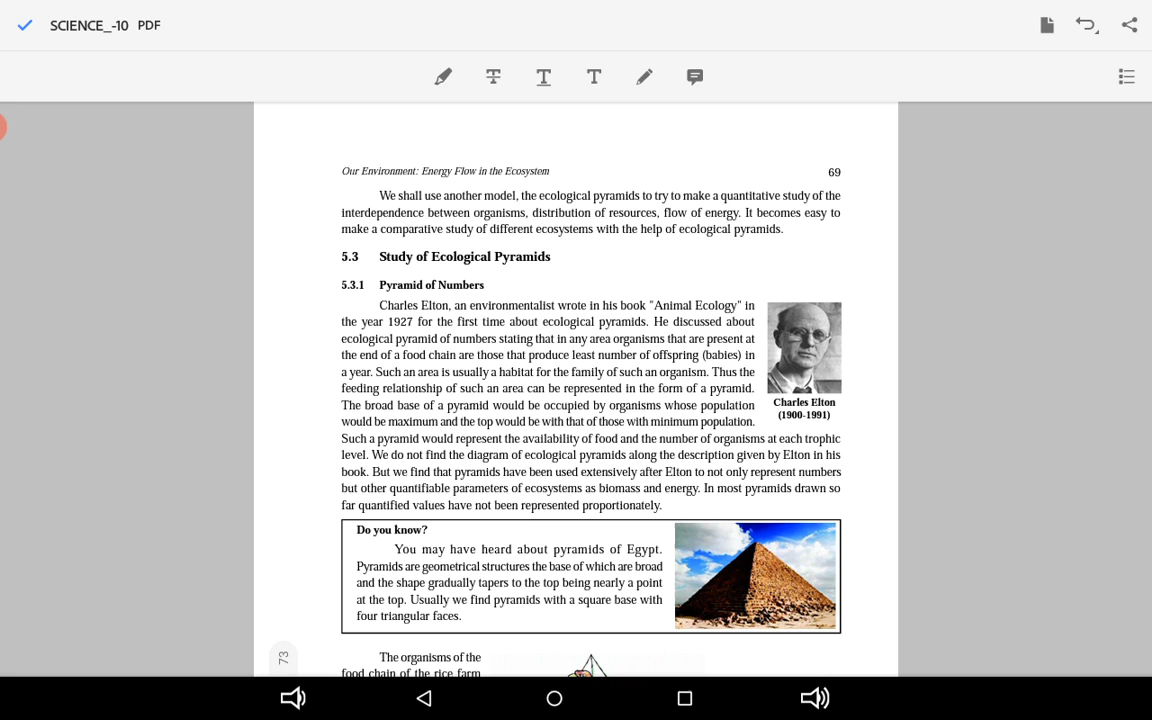 SCIENCE_-10 PDF
Our Environment: Energy Flow in the Ecosystem 69
We shall use another model, the ecological pyramids to try to make a quantitative study of the
interdependence between organisms, distribution of resources, flow of energy. It becomes easy to
make a comparative study of different ecosystems with the help of ecological pyramids.
5.3 Study of Ecological Pyramids
5.3.1 Pyramid of Numbers
Charles Elton, an environmentalist wrote in his book "Animal Ecology" in
the year 1927 for the first time about ecological pyramids. He discussed about
ecological pyramid of numbers stating that in any area organisms that are present at
the end of a food chain are those that produce least number of offspring (babies) in
a year. Such an area is usually a habitat for the family of such an organism. Thus the
feeding relationship of such an area can be represented in the form of a pyramid.
The broad base of a pyramid would be occupied by organisms whose population
would be maximum and the top would be with that of those with minimum population.
Charles Elton
(1900-1991)
Such a pyramid would represent the availability of food and the number of organisms at each trophic
level. We do not find the diagram of ecological pyramids along the description given by Elton in his
book. But we find that pyramids have been used extensively after Elton to not only represent numbers
but other quantifiable parameters of ecosystems as biomass and energy. In most pyramids drawn so
far quantified values have not been represented proportionately.
Do you know?
You may have heard about pyramids of Egypt.
Pyramids are geometrical structures the base of which are broad
and the shape gradually tapers to the top being nearly a point
at the top. Usually we find pyramids with a square base with
four triangular faces.
73
The organisms of the
food chain of the rice farm